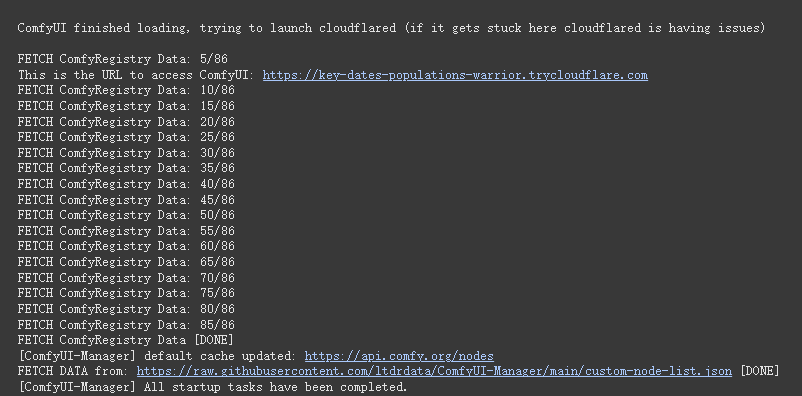 ComfyUI finished loading, trying to launch cloudflared (if it gets stuck here cloudflared is having issues)
FETCH ComfyRegistry Data: 5/86
This is the URL to access ComfyUI: https://key-dates-populations-warrior.trycloudflare.com
FETCH ComfyRegistry Data: 10/86
FETCH ComfyRegistry Data: 15/86
FETCH ComfyRegistry Data: 20/86
FETCH ComfyRegistry Data: 25/86
FETCH ComfyRegistry Data: 30/86
FETCH ComfyRegistry Data: 35/86
FETCH ComfyRegistry Data: 40/86
FETCH ComfyRegistry Data: 45/86
FETCH ComfyRegistry Data: 50/86
FETCH ComfyRegistry Data: 55/86
FETCH ComfyRegistry Data: 60/86
FETCH ComfyRegistry Data: 65/86
FETCH ComfyRegistry Data: 70/86
FETCH ComfyRegistry Data: 75/86
FETCH ComfyRegistry Data: 80/86
FETCH ComfyRegistry Data: 85/86
FETCH ComfyRegistry Data [DONE]
[ComfyUI-Manager] default cache updated: https://api.comfy.org/nodes
FETCH DATA from: https://raw.githubusercontent.com/ltdrdata/ComfyUI-Manager/main/custom-node-list.json [DONE]
[ComfyUI-Manager] All startup tasks have been completed.